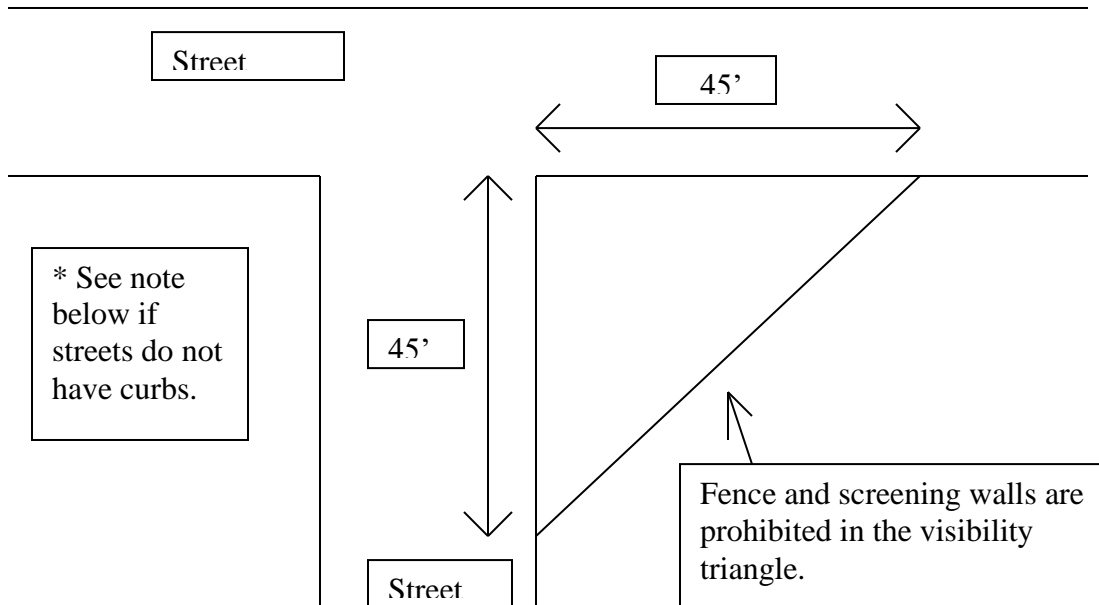 Street
45’
* See note
below if
streets do not
have curbs.
45’
Fence and screening walls are
prohibited in the visibility
triangle.
Street